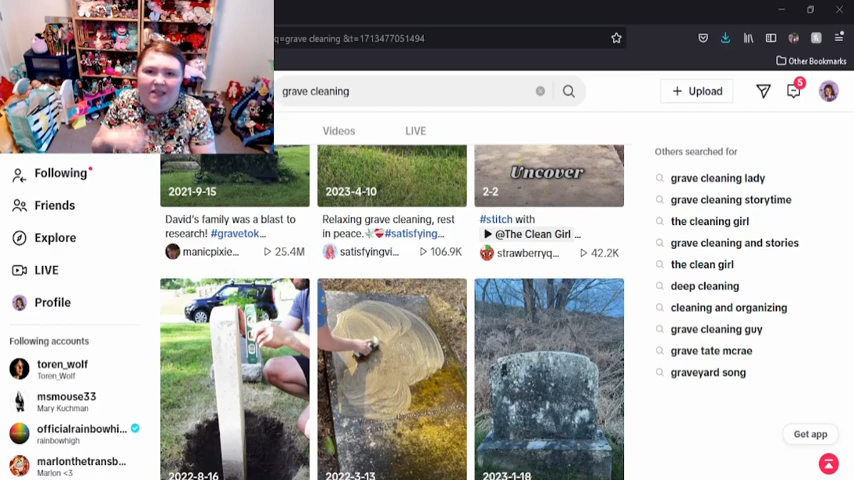 q=grave cleaning &t=1713477051494
Other Bookmarks
grave cleaning
Upload
5
Videos
LIVE
Following
Friends
Explore
LIVE
Profile
Following accounts
toren_wolf
Toren_Wolf
msmouse33
Mary Kuchman
officialrainbowhi...
rainbowhigh
marlonthetransb...
Marlon <3
2021-9-15
David's family was a blast to
research! #gravetok...
manicpixie...
25.4M
2023-4-10
Relaxing grave cleaning, rest
in peace. #satisfying...
satisfyingvi...
106.9K
Uncover
2-2
#stitch with
@The Clean Girl ...
strawberryq...
42.2K
2022-8-16
2022-3-13
2023-1-18
Others searched for
grave cleaning lady
grave cleaning storytime
the cleaning girl
grave cleaning and stories
the clean girl
deep cleaning
cleaning and organizing
grave cleaning guy
grave tate mcrae
graveyard song
Get app